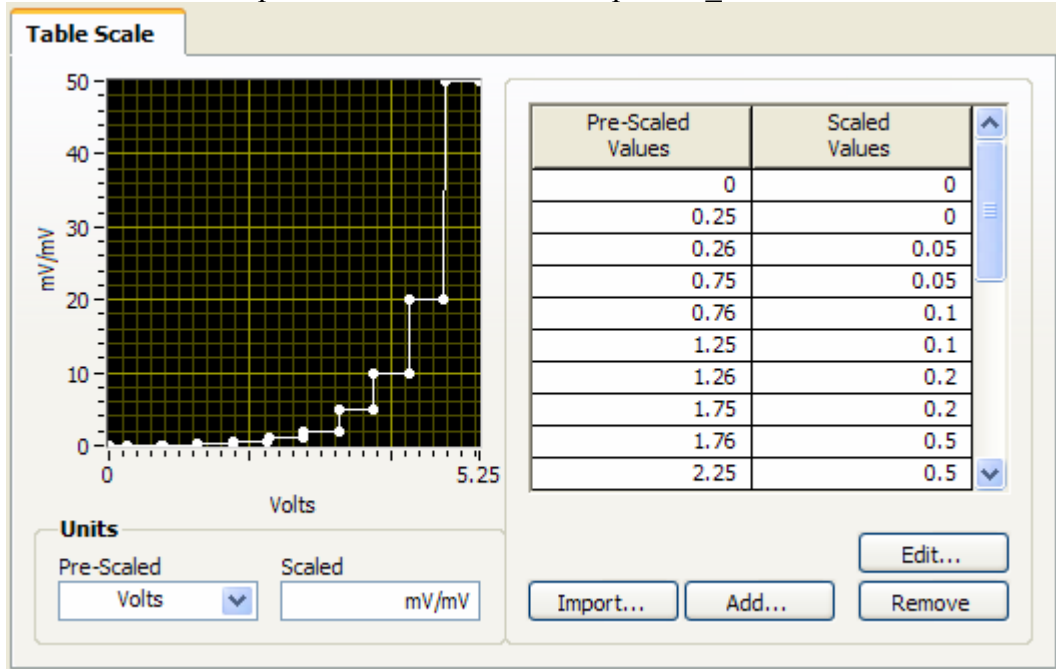 Table Scale
50
40
30
20
10
0
mV/mV
0 5.25
Volts
Units
Pre-Scaled Scaled
Volts mV/mV
Pre-Scaled Values Scaled Values
0 0
0.25 0
0.26 0.05
0.75 0.05
0.76 0.1
1.25 0.1
1.26 0.2
1.75 0.2
1.76 0.5
2.25 0.5
Edit...
Import... Add... Remove